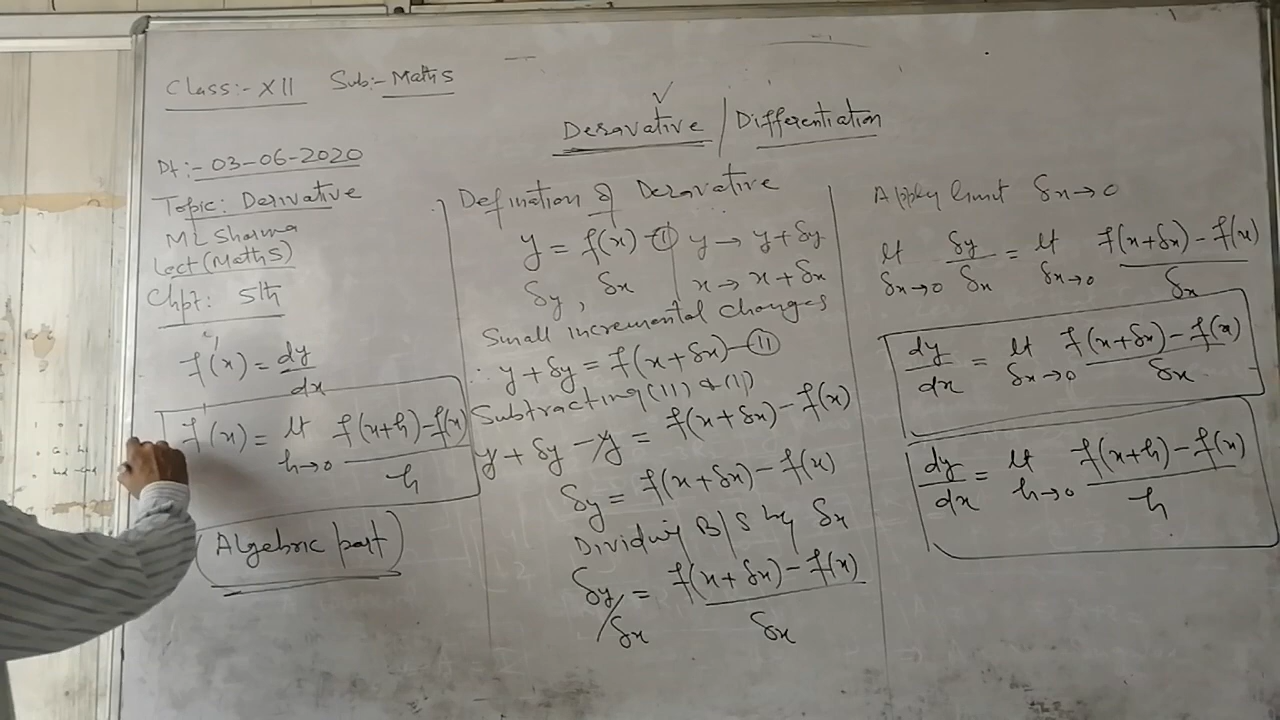 Class:- XII Sub:- Maths
Deravative / Differentiation
Dt:- 03-06-2020
Topic: Derivative
ML Sharma
Lect (Maths)
Chpt: 5th
f'(x) = dy/dx
f'(x) = lt h→0 f(x+h)-f(x)/h
Algebric part
Defination of Deravative
y = f(x) -(I) y → y+δy
δy, δx x → x+δx
Small incremental changes
∴ y+δy = f(x+δx) -(II)
Subtracting (II) & (I)
y+δy-y = f(x+δx)-f(x)
δy = f(x+δx)-f(x)
Dividing B/S by δx
δy/δx = f(x+δx)-f(x)/δx
Apply limit δx→0
lt δx→0 δy/δx = lt δx→0 f(x+δx)-f(x)/δx
dy/dx = lt δx→0 f(x+δx)-f(x)/δx
dy/dx = lt h→0 f(x+h)-f(x)/h